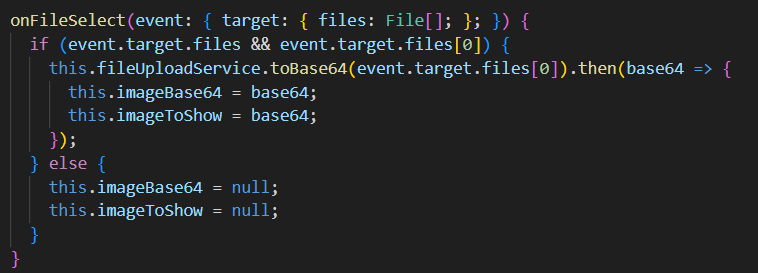 onFileSelect(event: { target: { files: File[]; }; }) {
  if (event.target.files && event.target.files[0]) {
    this.fileUploadService.toBase64(event.target.files[0]).then(base64 => {
      this.imageBase64 = base64;
      this.imageToShow = base64;
    });
  } else {
    this.imageBase64 = null;
    this.imageToShow = null;
  }
}